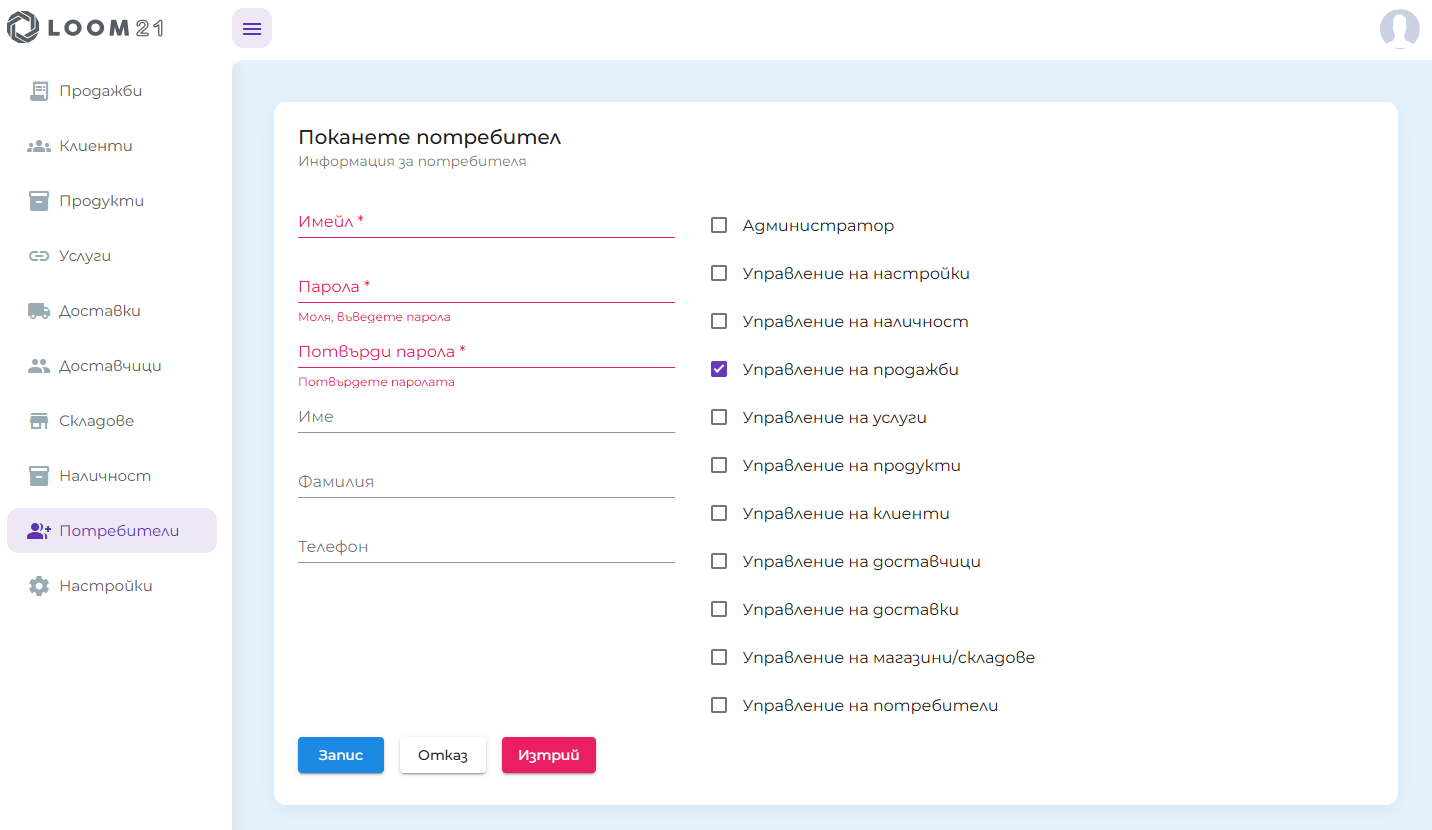 LOOM21
Продажби
Клиенти
Продукти
Услуги
Доставки
Доставчици
Складове
Наличност
Потребители
Настройки
Поканете потребител
Информация за потребителя
Имейл *
Парола *
Моля, въведете парола
Потвърди парола *
Потвърдете паролата
Име
Фамилия
Телефон
Администратор
Управление на настройки
Управление на наличност
Управление на продажби
Управление на услуги
Управление на продукти
Управление на клиенти
Управление на доставчици
Управление на доставки
Управление на магазини/складове
Управление на потребители
Запис
Отказ
Изтрий